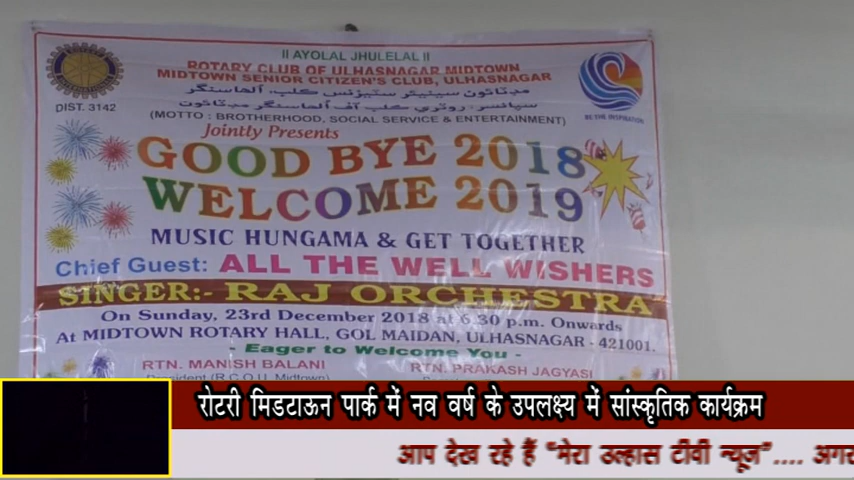 II AYOLAL JHULELAL II
ROTARY CLUB OF ULHASNAGAR MIDTOWN
MIDTOWN SENIOR CITIZEN'S CLUB, ULHASNAGAR
DIST. 3142
(MOTTO : BROTHERHOOD, SOCIAL SERVICE & ENTERTAINMENT)
BE THE INSPIRATION
Jointly Presents
GOOD BYE 2018
WELCOME 2019
MUSIC HUNGAMA & GET TOGETHER
Chief Guest: ALL THE WELL WISHERS
SINGER:- RAJ ORCHESTRA
On Sunday, 23rd December 2018 at 6.30 p.m. Onwards
At MIDTOWN ROTARY HALL, GOL MAIDAN, ULHASNAGAR - 421001.
- Eager to Welcome You -
RTN. MANISH BALANI RTN. PRAKASH JAGYASI
रोटरी मिडटाऊन पार्क में नव वर्ष के उपलक्ष्य में सांस्कृतिक कार्यक्रम
आप देख रहे हैं "मेरा उल्हास टीवी न्यूज".... अगर